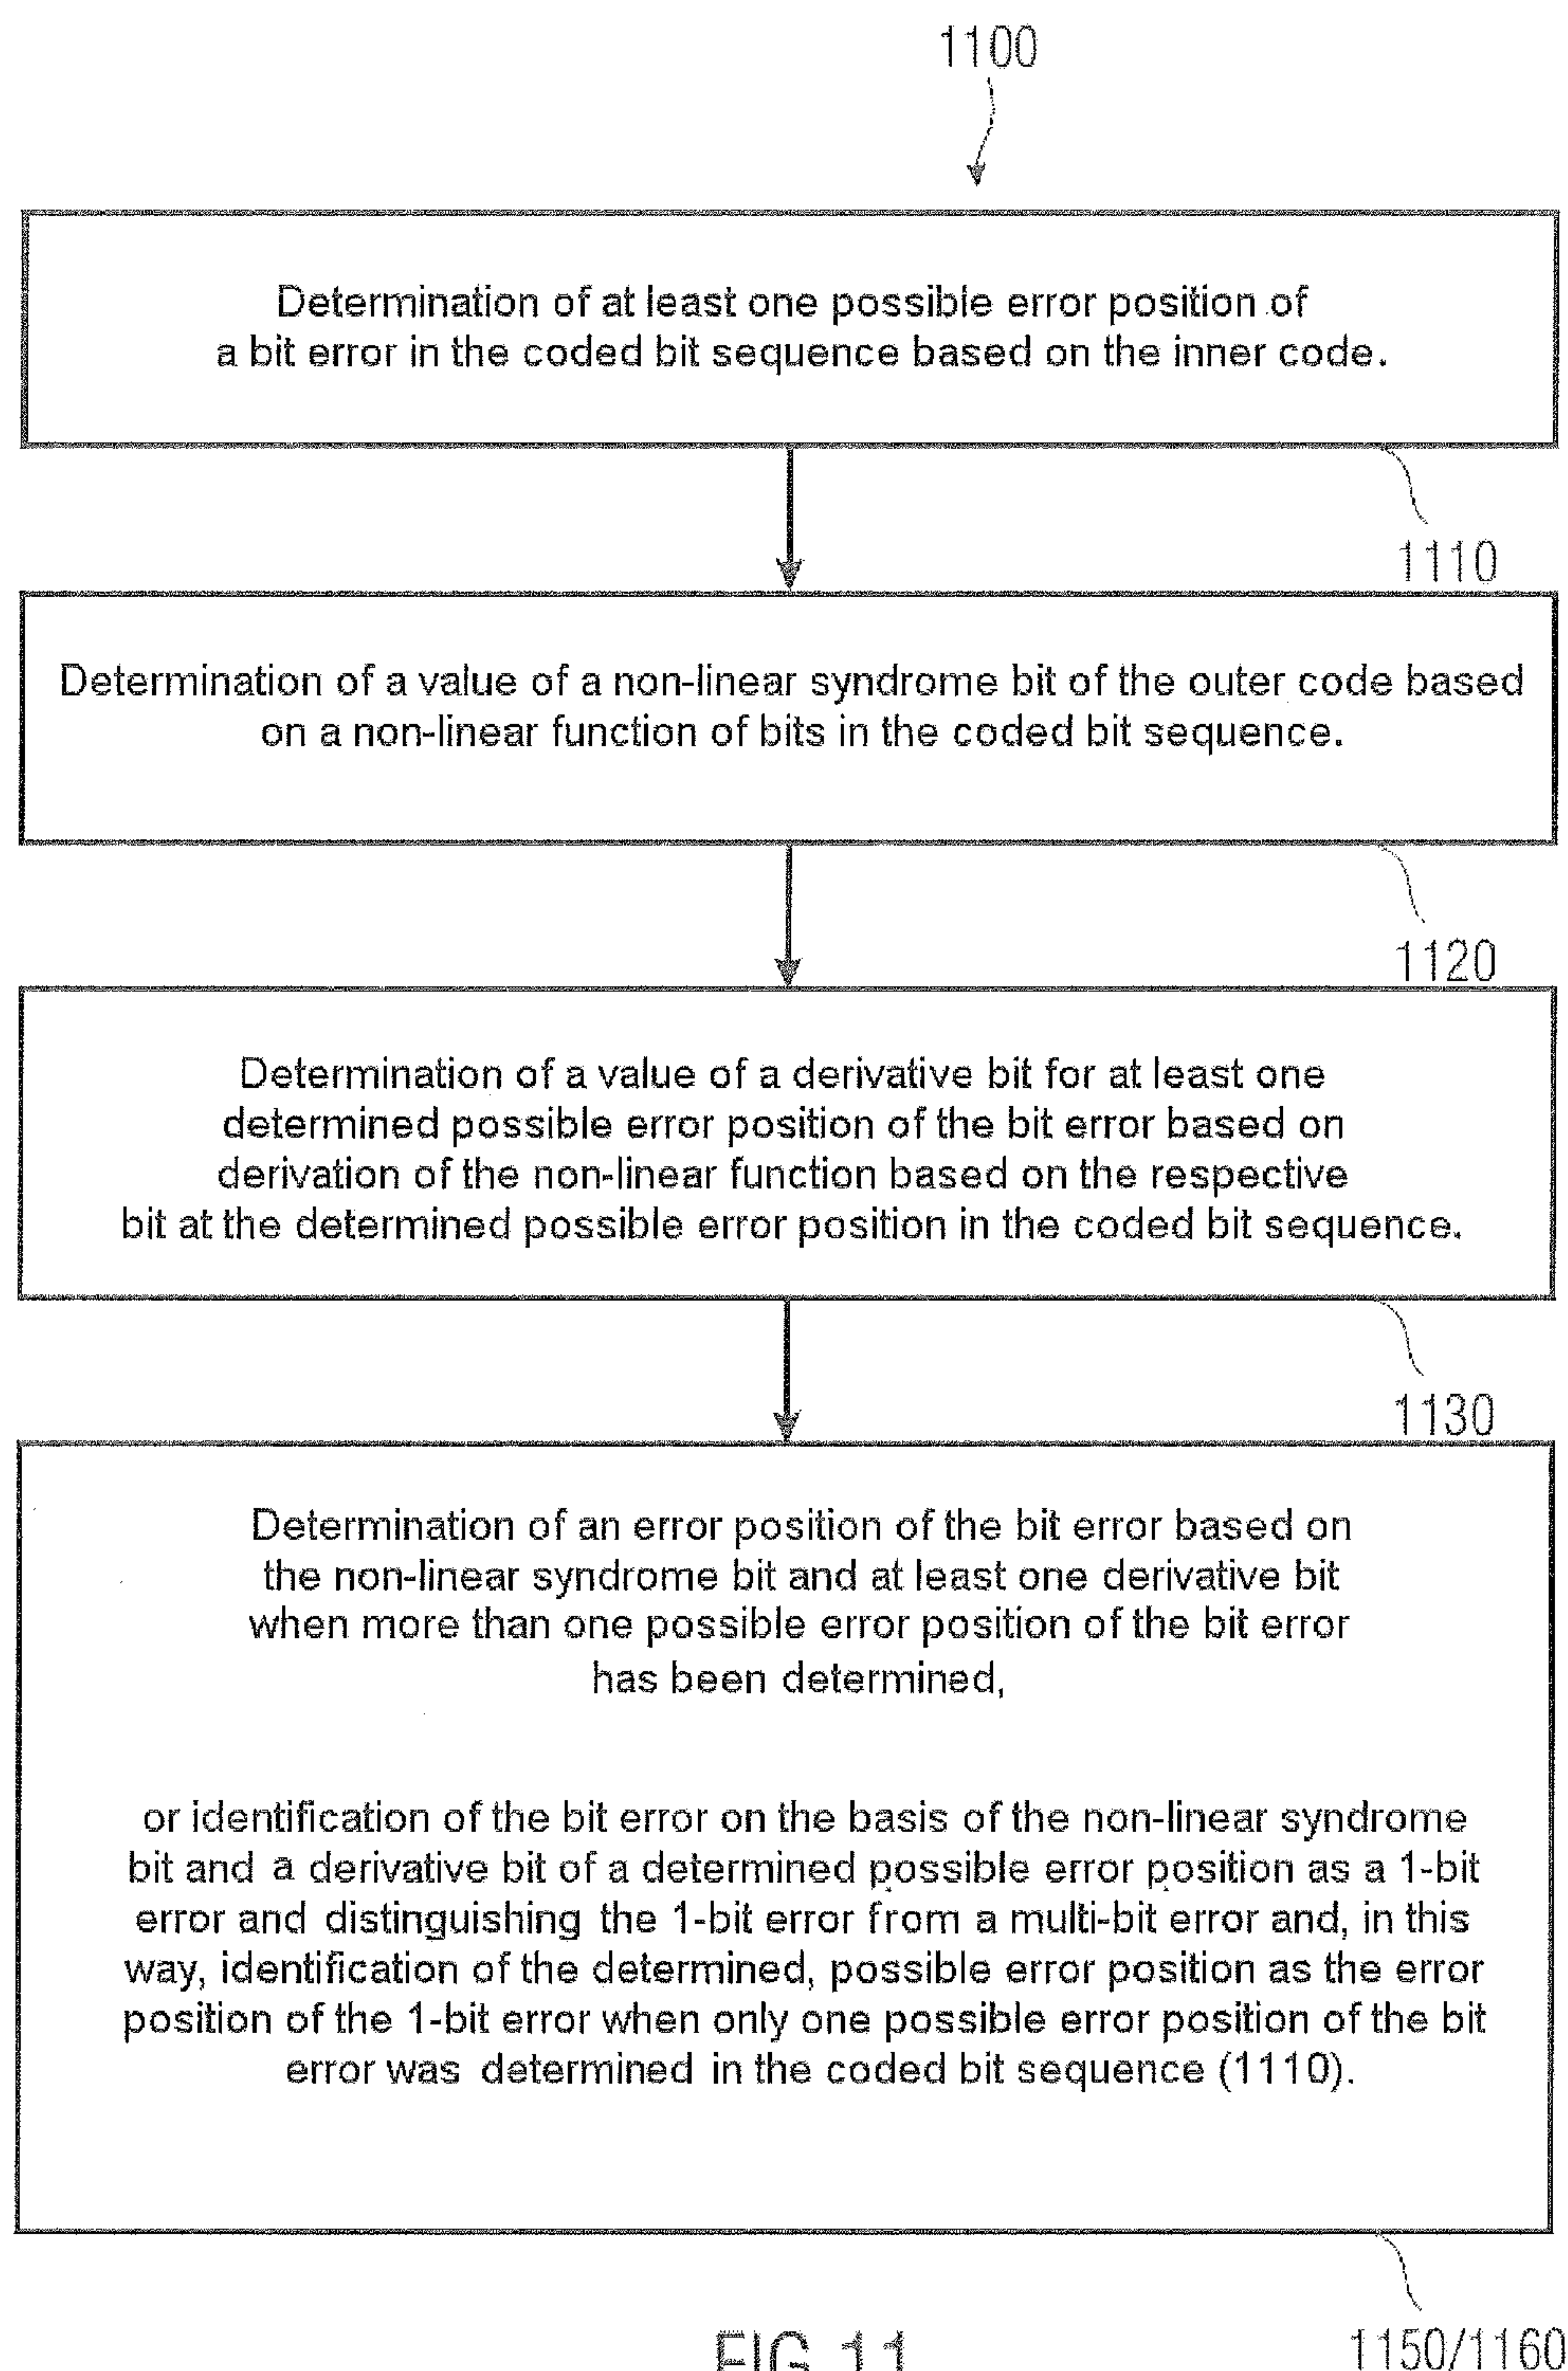 1100
Determination of at least one possible error position of
a bit error in the coded bit sequence based on the inner code.
1110
Determination of a value of a non-linear syndrome bit of the outer code based
on a non-linear function of bits in the coded bit sequence.
1120
Determination of a value of a derivative bit for at least one
determined possible error position of the bit error based on
derivation of the non-linear function based on the respective
bit at the determined possible error position in the coded bit sequence.
1130
Determination of an error position of the bit error based on
the non-linear syndrome bit and at least one derivative bit
when more than one possible error position of the bit error
has been determined,
or identification of the bit error on the basis of the non-linear syndrome
bit and a derivative bit of a determined possible error position as a 1-bit
error and distinguishing the 1-bit error from a multi-bit error and, in this
way, identification of the determined, possible error position as the error
position of the 1-bit error when only one possible error position of the bit
error was determined in the coded bit sequence (1110).
1150/1160
FIG 11